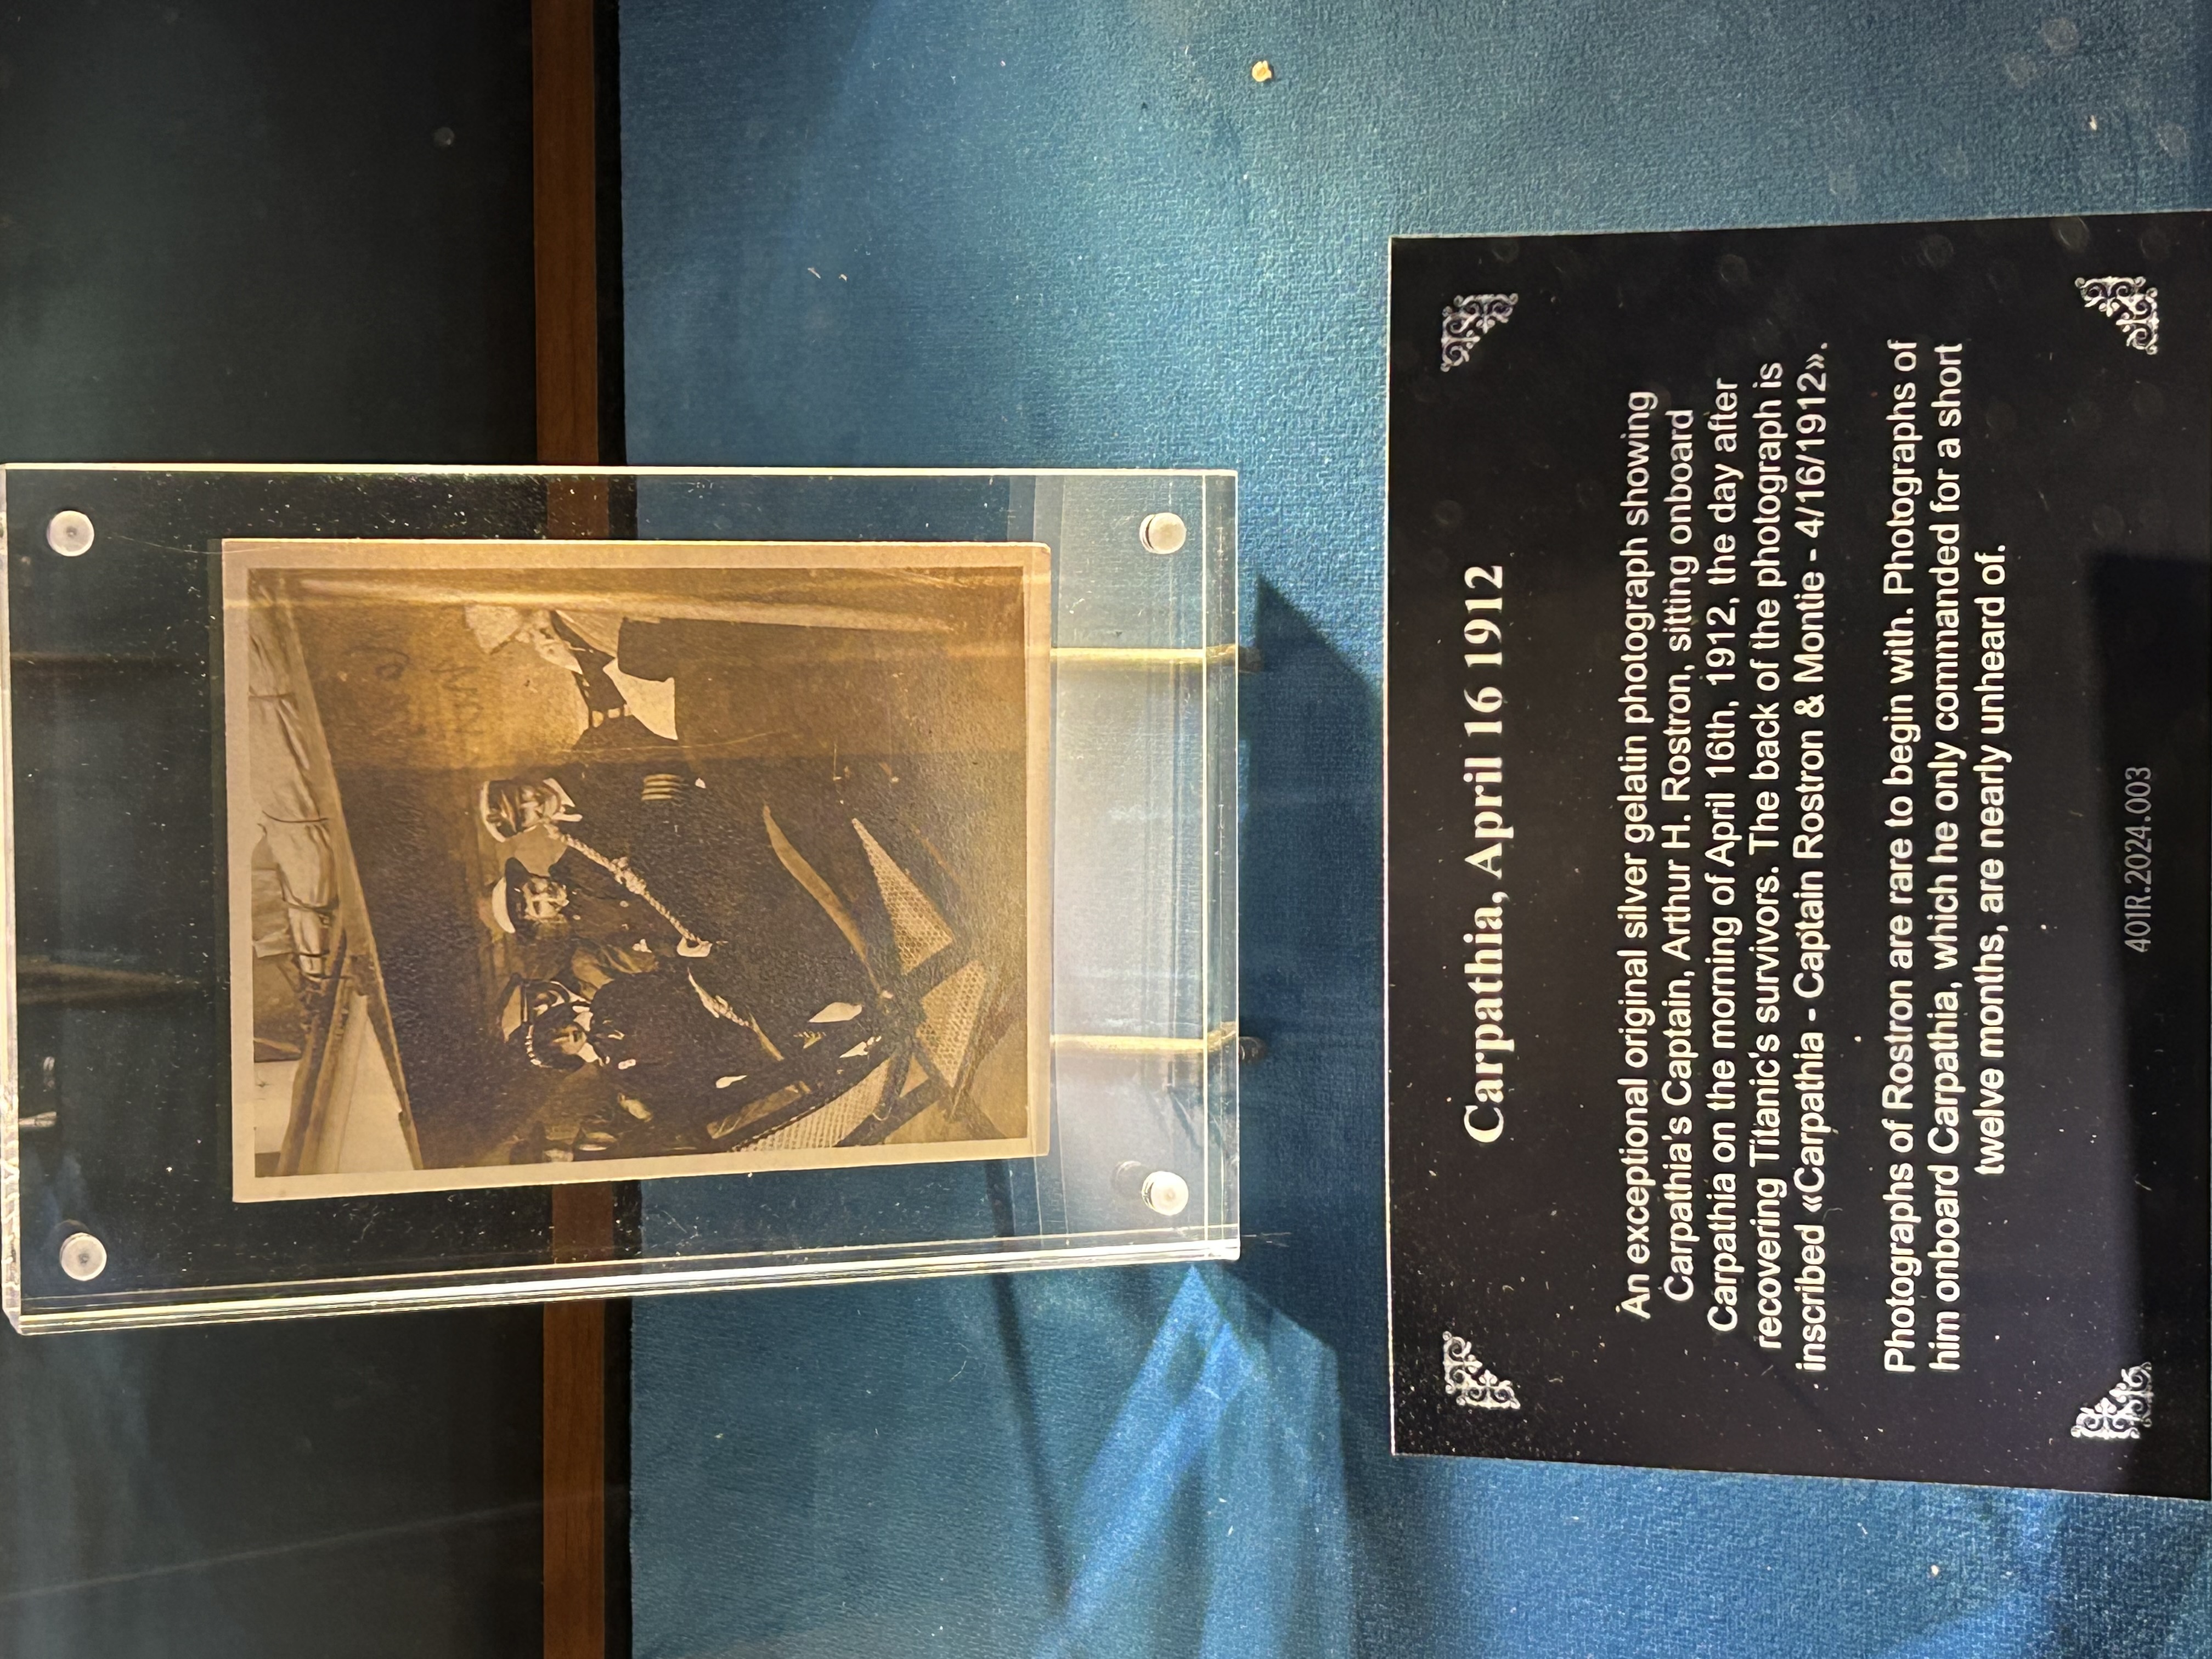 Carpathia, April 16 1912
An exceptional original silver gelatin photograph showing
Carpathia's Captain, Arthur H. Rostron, sitting onboard
Carpathia on the morning of April 16th, 1912, the day after
recovering Titanic's survivors. The back of the photograph is
inscribed «Carpathia - Captain Rostron & Montie - 4/16/1912».
Photographs of Rostron are rare to begin with. Photographs of
him onboard Carpathia, which he only commanded for a short
twelve months, are nearly unheard of.
401R.2024.003